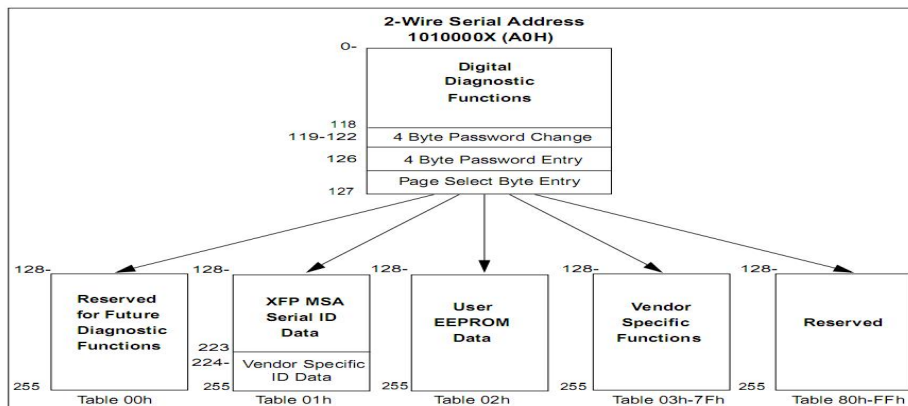 2-Wire Serial Address
1010000X (A0H)
0-
Digital
Diagnostic
Functions
118
119-122
4 Byte Password Change
126
4 Byte Password Entry
Page Select Byte Entry
127
128-
Reserved
for Future
Diagnostic
Functions
255
Table 00h
128-
XFP MSA
Serial ID
Data
223
224-
Vendor Specific
ID Data
255
Table 01h
128-
User
EEPROM
Data
255
Table 02h
128-
Vendor
Specific
Functions
255
Table 03h-7Fh
128-
Reserved
255
Table 80h-FFh